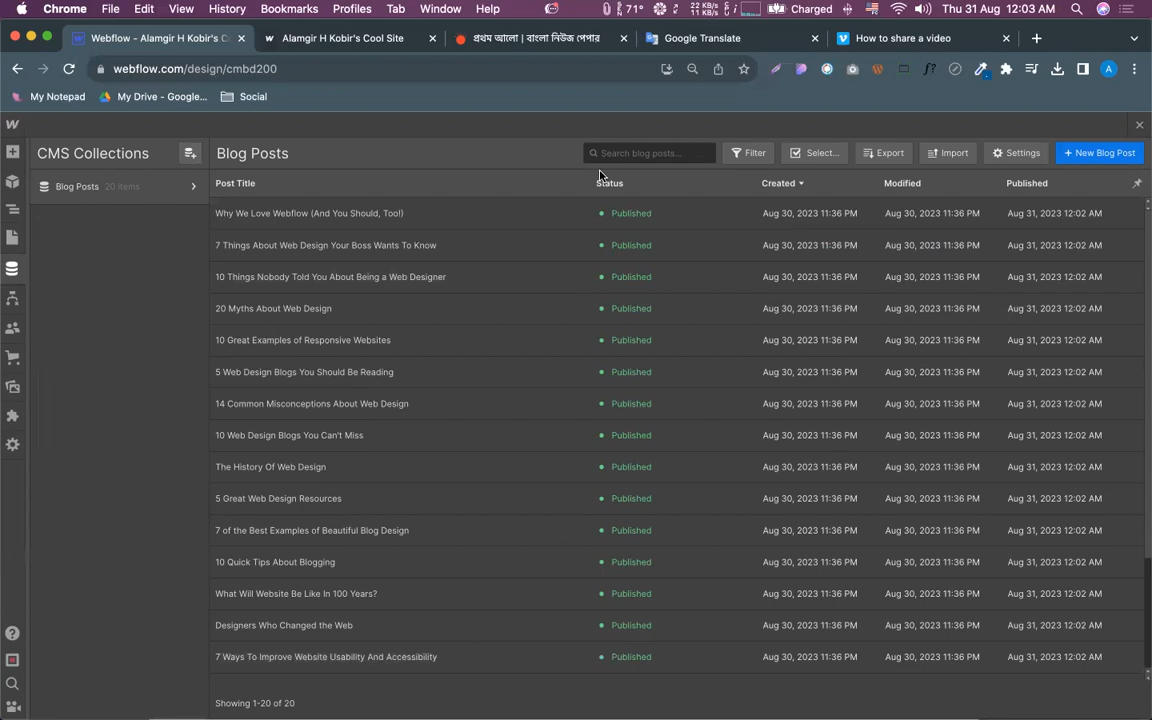 Chrome File Edit View History Bookmarks Profiles Tab Window Help 71° 22 KB/s 11 KB/s Charged Thu 31 Aug 12:03 AM
Webflow - Alamgir H Kobir's C Alamgir H Kobir's Cool Site প্রথম আলো | বাংলা নিউজ পেপার Google Translate How to share a video
webflow.com/design/cmbd200
My Notepad My Drive - Google... Social
CMS Collections Blog Posts Search blog posts... Filter Select... Export Import Settings + New Blog Post
Blog Posts 20 items Post Title Status Created Modified Published
Why We Love Webflow (And You Should, Too!) Published Aug 30, 2023 11:36 PM Aug 30, 2023 11:36 PM Aug 31, 2023 12:02 AM
7 Things About Web Design Your Boss Wants To Know Published Aug 30, 2023 11:36 PM Aug 30, 2023 11:36 PM Aug 31, 2023 12:02 AM
10 Things Nobody Told You About Being a Web Designer Published Aug 30, 2023 11:36 PM Aug 30, 2023 11:36 PM Aug 31, 2023 12:02 AM
20 Myths About Web Design Published Aug 30, 2023 11:36 PM Aug 30, 2023 11:36 PM Aug 31, 2023 12:02 AM
10 Great Examples of Responsive Websites Published Aug 30, 2023 11:36 PM Aug 30, 2023 11:36 PM Aug 31, 2023 12:02 AM
5 Web Design Blogs You Should Be Reading Published Aug 30, 2023 11:36 PM Aug 30, 2023 11:36 PM Aug 31, 2023 12:02 AM
14 Common Misconceptions About Web Design Published Aug 30, 2023 11:36 PM Aug 30, 2023 11:36 PM Aug 31, 2023 12:02 AM
10 Web Design Blogs You Can't Miss Published Aug 30, 2023 11:36 PM Aug 30, 2023 11:36 PM Aug 31, 2023 12:02 AM
The History Of Web Design Published Aug 30, 2023 11:36 PM Aug 30, 2023 11:36 PM Aug 31, 2023 12:02 AM
5 Great Web Design Resources Published Aug 30, 2023 11:36 PM Aug 30, 2023 11:36 PM Aug 31, 2023 12:02 AM
7 of the Best Examples of Beautiful Blog Design Published Aug 30, 2023 11:36 PM Aug 30, 2023 11:36 PM Aug 31, 2023 12:02 AM
10 Quick Tips About Blogging Published Aug 30, 2023 11:36 PM Aug 30, 2023 11:36 PM Aug 31, 2023 12:02 AM
What Will Website Be Like In 100 Years? Published Aug 30, 2023 11:36 PM Aug 30, 2023 11:36 PM Aug 31, 2023 12:02 AM
Designers Who Changed the Web Published Aug 30, 2023 11:36 PM Aug 30, 2023 11:36 PM Aug 31, 2023 12:02 AM
7 Ways To Improve Website Usability And Accessibility Published Aug 30, 2023 11:36 PM Aug 30, 2023 11:36 PM Aug 31, 2023 12:02 AM
Showing 1-20 of 20